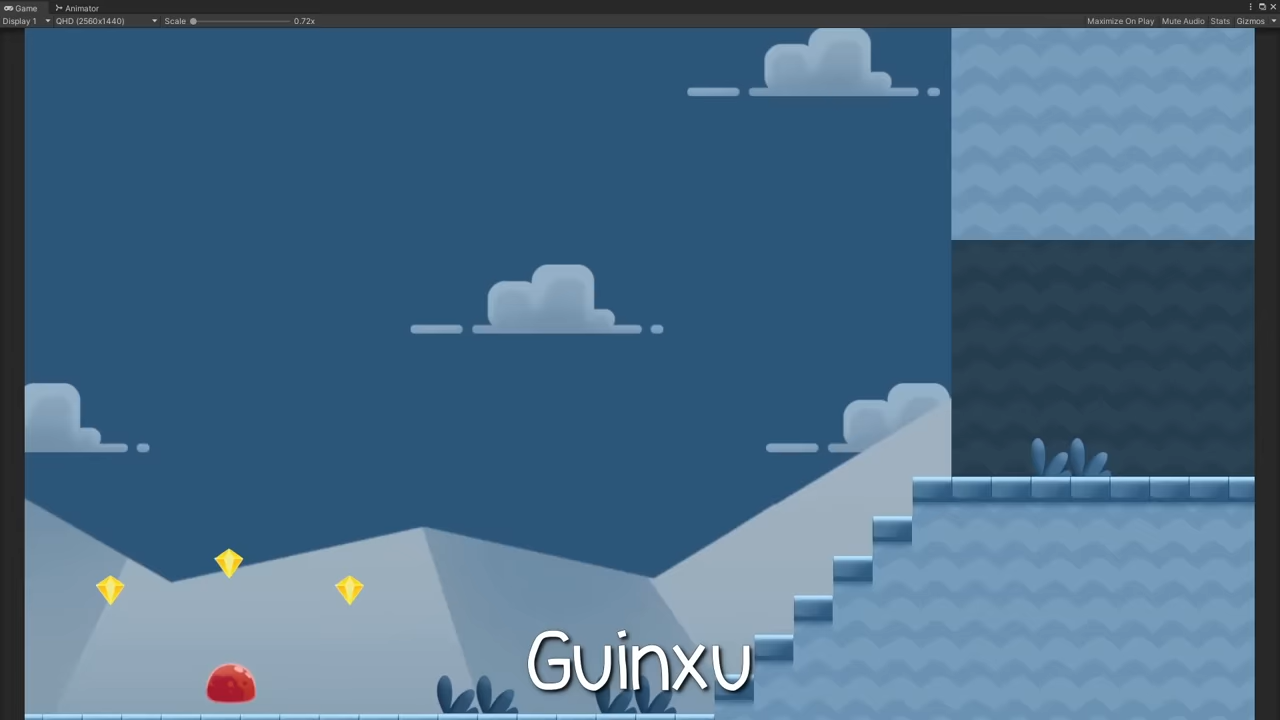 Game Animator
Display 1 QHD (2560x1440) Scale 0.72x Maximize On Play Mute Audio Stats Gizmos
Guinxu